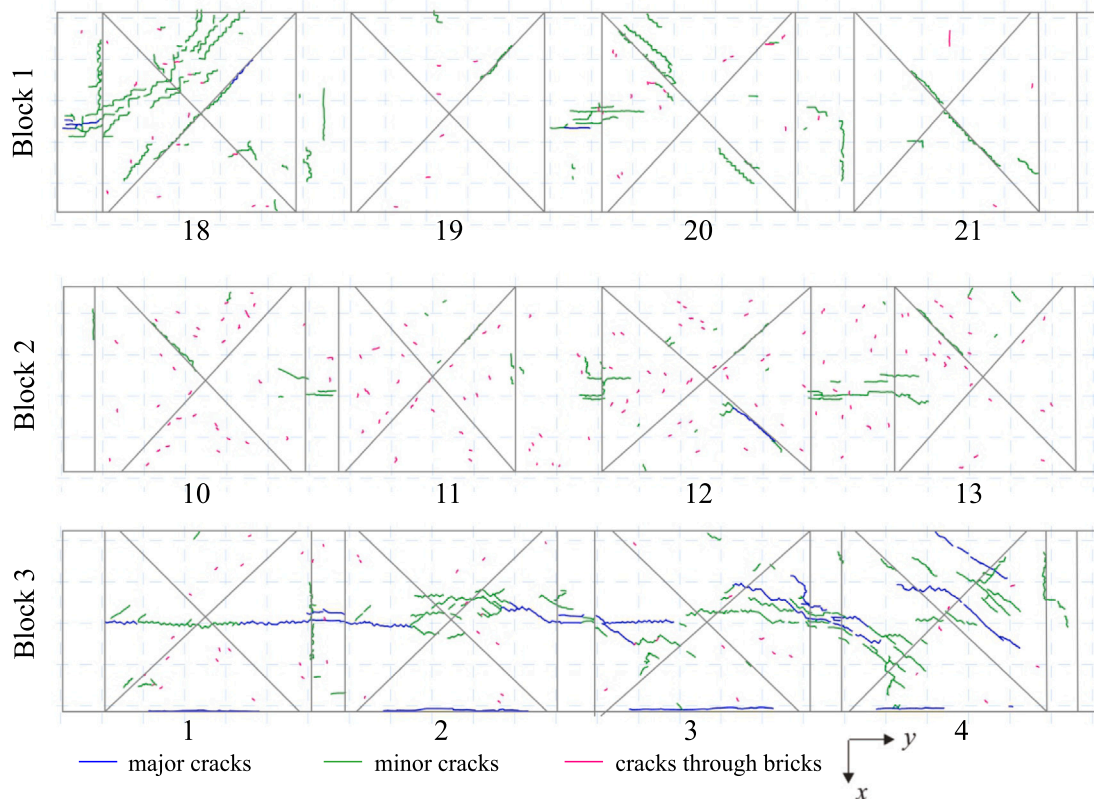 Block 1
18 19 20 21
Block 2
10 11 12 13
Block 3
1 2 3 4
y
x
major cracks minor cracks cracks through bricks